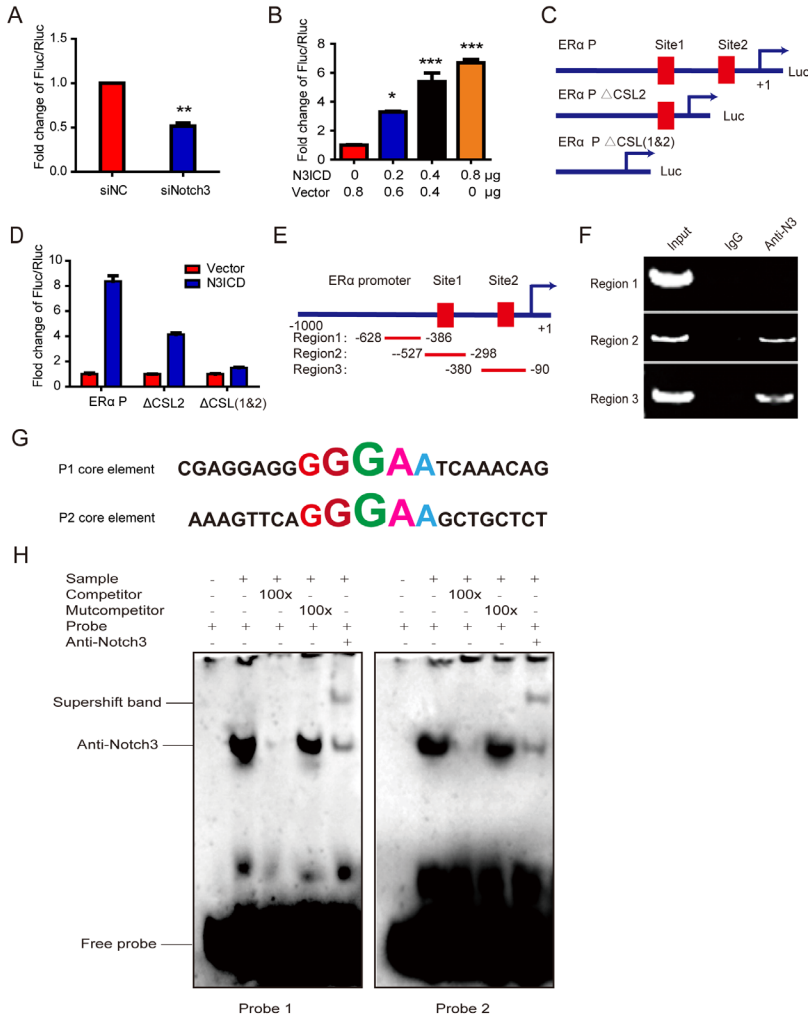 A
Fold change of Fluc/Rluc
1.5
1.0
0.5
0.0
**
siNC
siNotch3
B
Fold change of Fluc/Rluc
8
6
4
2
0
*
***
***
N3ICD 0 0.2 0.4 0.8 μg
Vector 0.8 0.6 0.4 0 μg
C
ERα P Site1 Site2
+1 Luc
ERα P △CSL2
Luc
ERα P △CSL(1&2)
Luc
D
Flod change of Fluc/Rluc
10
8
6
4
2
0
Vector
N3ICD
ERα P ΔCSL2 ΔCSL(1&2)
E
ERα promoter Site1 Site2
-1000 +1
Region1: -628 -386
Region2: --527 -298
Region3: -380 -90
F
Input IgG Anti-N3
Region 1
Region 2
Region 3
G
P1 core element CGAGGAGGGGGAATCAAACAG
P2 core element AAAGTTCAGGGAAGCTGCTCT
H
Sample - + + + + - + + + +
Competitor - - 100x - - - - 100x - -
Mutcompetitor - - - 100x - - - - 100x -
Probe + + + + + + + + + +
Anti-Notch3 - - - - + - - - - +
Supershift band
Anti-Notch3
Free probe
Probe 1 Probe 2